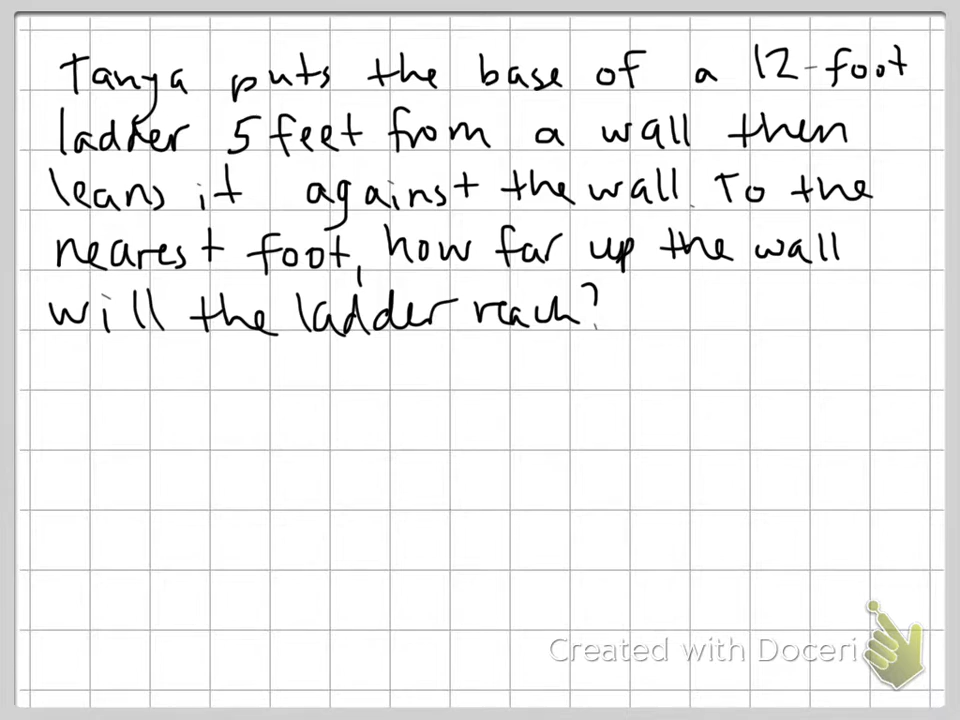 Tanya puts the base of a 12-foot
ladder 5 feet from a wall then
leans it against the wall. To the
nearest foot, how far up the wall
will the ladder reach?
Created with Doceri